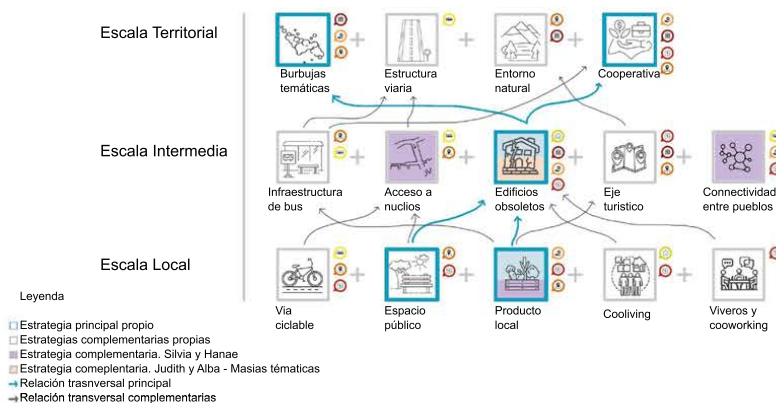 Escala Territorial
Burbujas
temáticas
Estructura
viaria
Entorno
natural
Cooperativa
Escala Intermedia
Infraestructura
de bus
Acceso a
nuclios
Edificios
obsoletos
Eje
turistico
Connectividad
entre pueblos
Escala Local
Via
ciclable
Espacio
público
Producto
local
Cooliving
Viveros y
cooworking
Leyenda
Estrategia principal propio
Estrategias complementarias propias
Estrategia complementaria. Silvia y Hanae
Estrategia comeplentaria. Judith y Alba - Masias tématicas
Relación trasnversal principal
Relación transversal complementarias